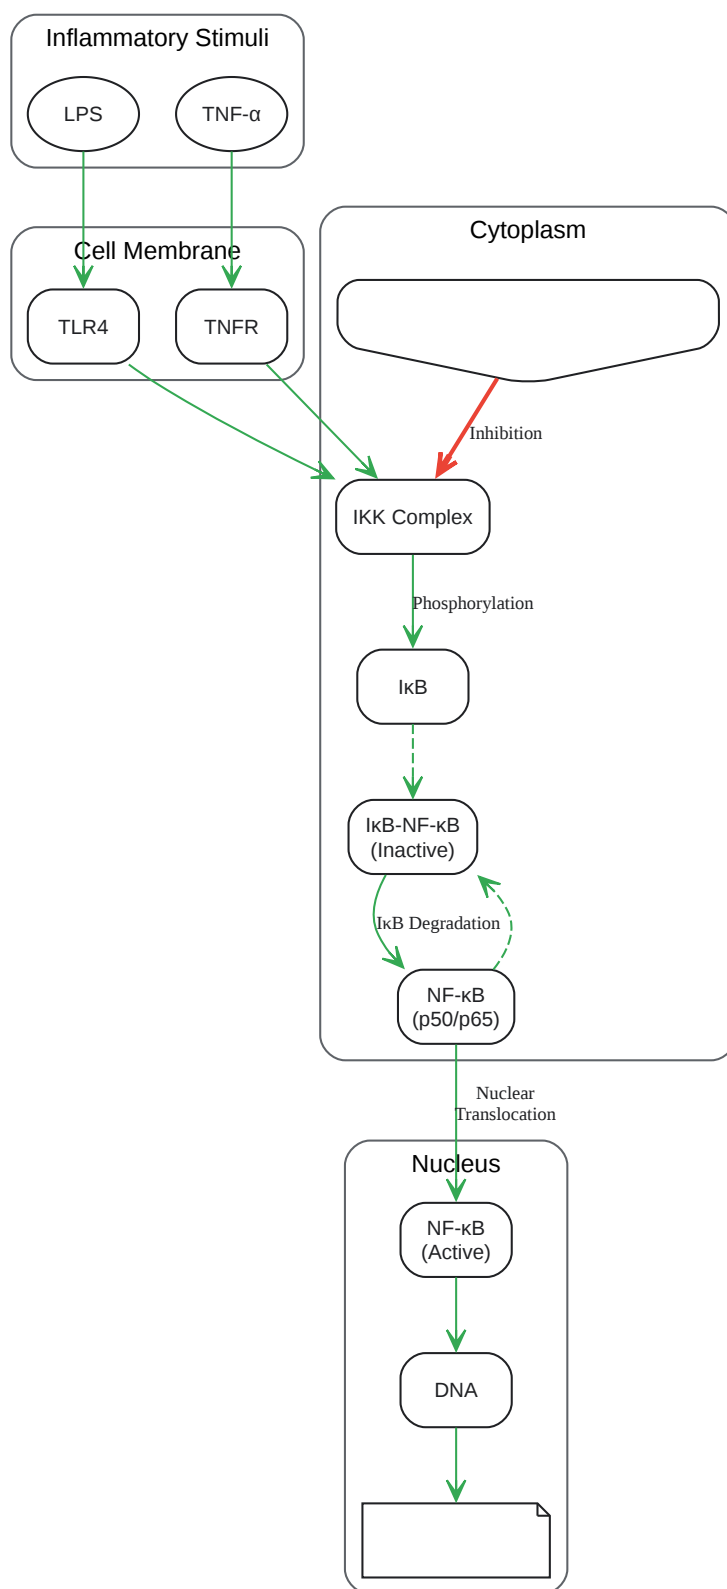 Inflammatory Stimuli
LPS
TNF-α
Cell Membrane
TLR4
TNFR
Cytoplasm
Inhibition
IKK Complex
Phosphorylation
IκB
IκB-NF-κB
(Inactive)
IκB Degradation
NF-κB
(p50/p65)
Nuclear
Translocation
Nucleus
NF-κB
(Active)
DNA